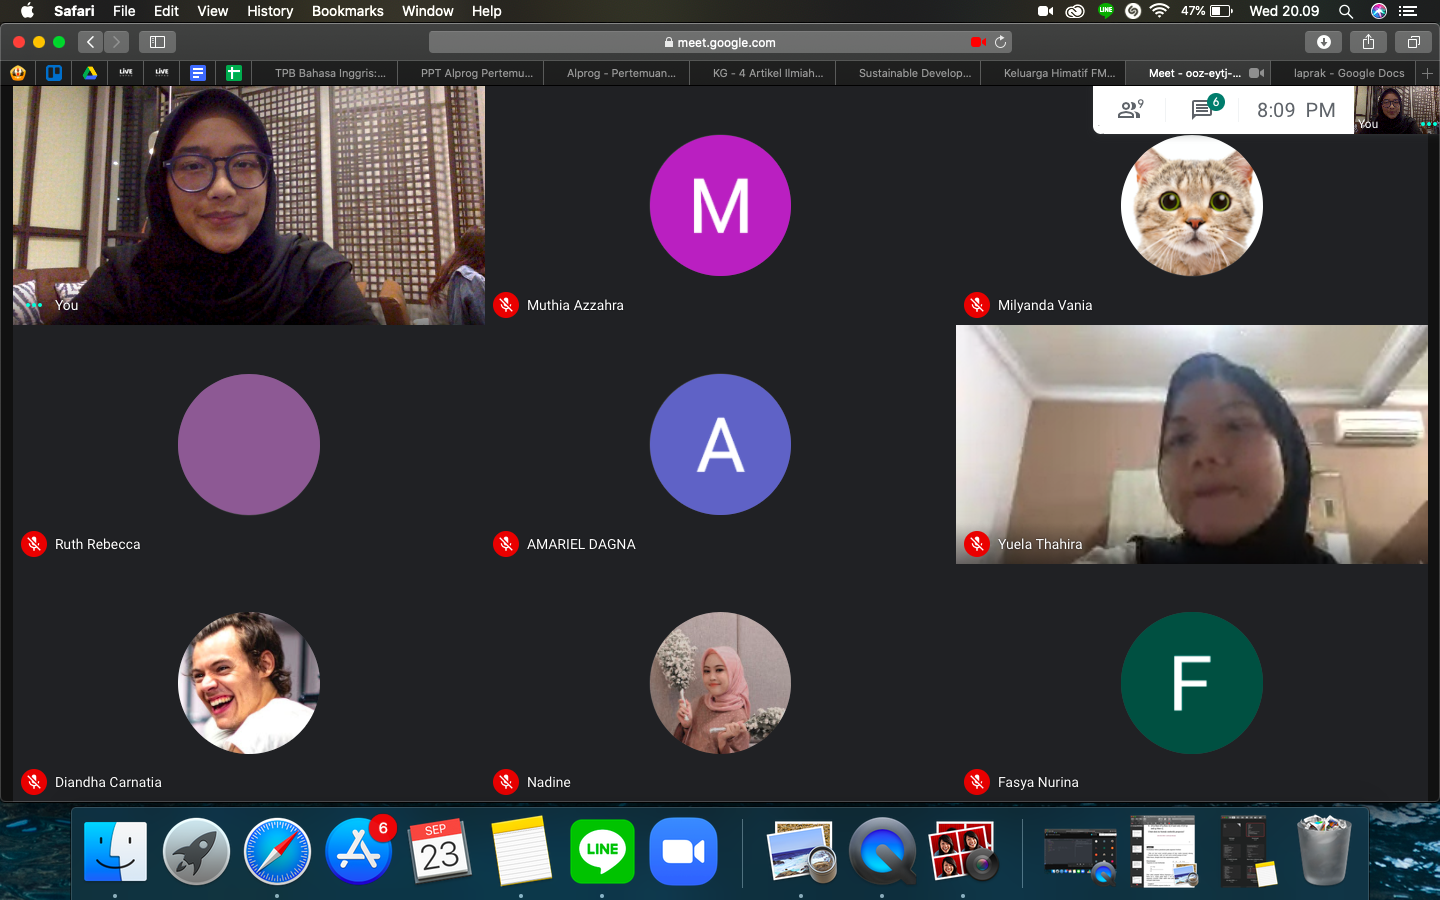 Safari File Edit View History Bookmarks Window Help LINE 47% Wed 20.09
meet.google.com
LIVE LIVE TPB Bahasa Inggris:... PPT Alprog Pertemu... Alprog - Pertemuan... KG - 4 Artikel Ilmiah... Sustainable Develop... Keluarga Himatif FM... Meet - ooz-eytj-... laprak - Google Docs
9 6 8:09 PM You
M
You Muthia Azzahra Milyanda Vania
A
Ruth Rebecca AMARIEL DAGNA Yuela Thahira
F
Diandha Carnatia Nadine Fasya Nurina
6 SEP 23 LINE